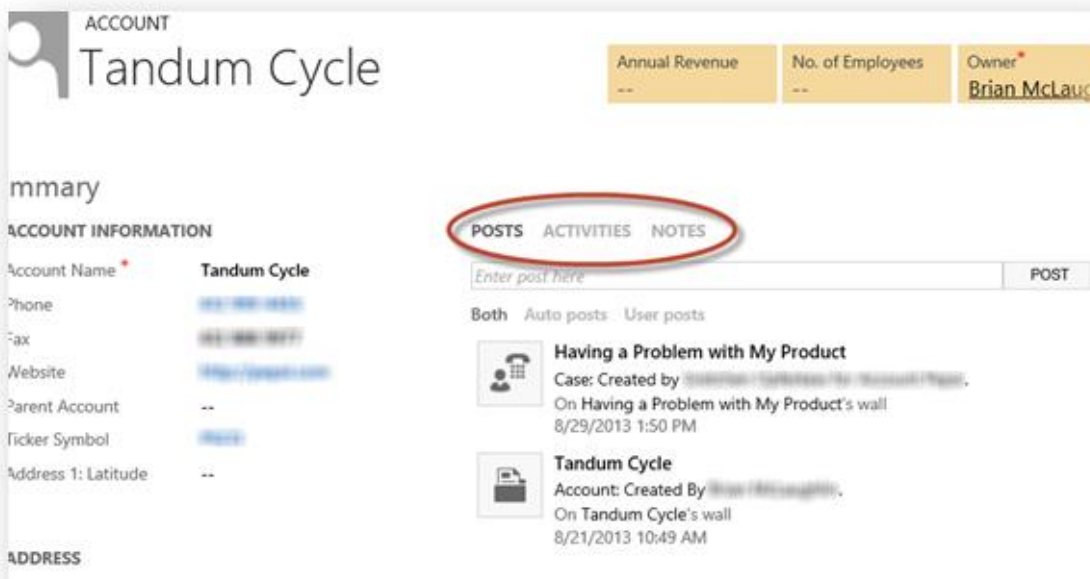 ACCOUNT
Tandum Cycle
Annual Revenue
--
No. of Employees
--
Owner*
Brian McLaug
mmary
ACCOUNT INFORMATION
Account Name * Tandum Cycle
Phone
Fax
Website
Parent Account --
Ticker Symbol
Address 1: Latitude --
ADDRESS
POSTS ACTIVITIES NOTES
Enter post here POST
Both Auto posts User posts
Having a Problem with My Product
Case: Created by .
On Having a Problem with My Product's wall
8/29/2013 1:50 PM
Tandum Cycle
Account: Created By .
On Tandum Cycle's wall
8/21/2013 10:49 AM